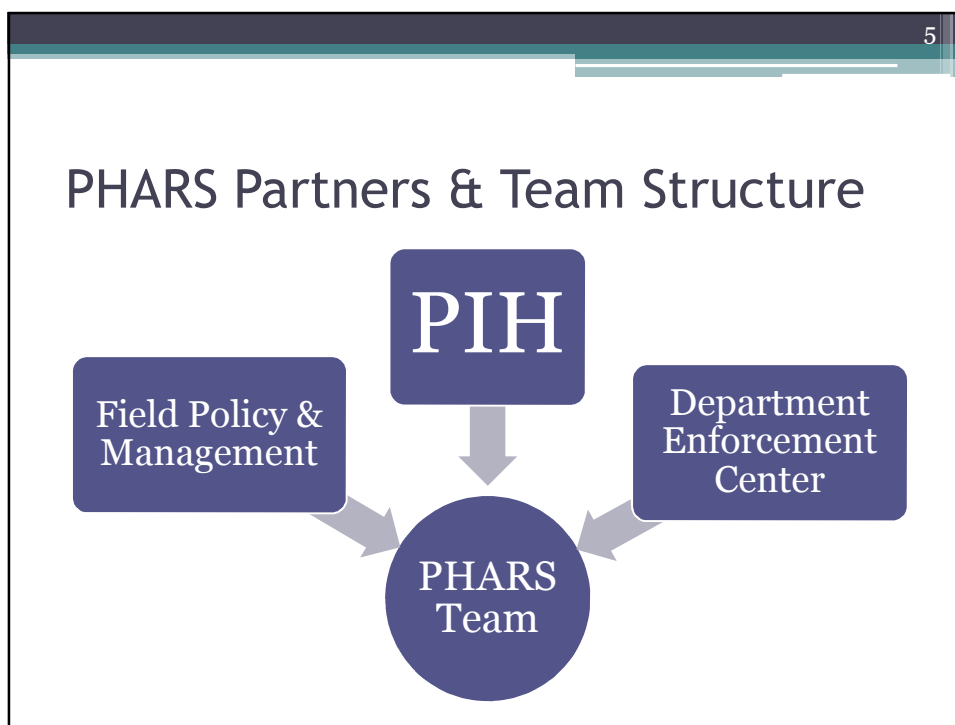 5
PHARS Partners & Team Structure
PIH
Field Policy &
Management
Department
Enforcement
Center
PHARS
Team